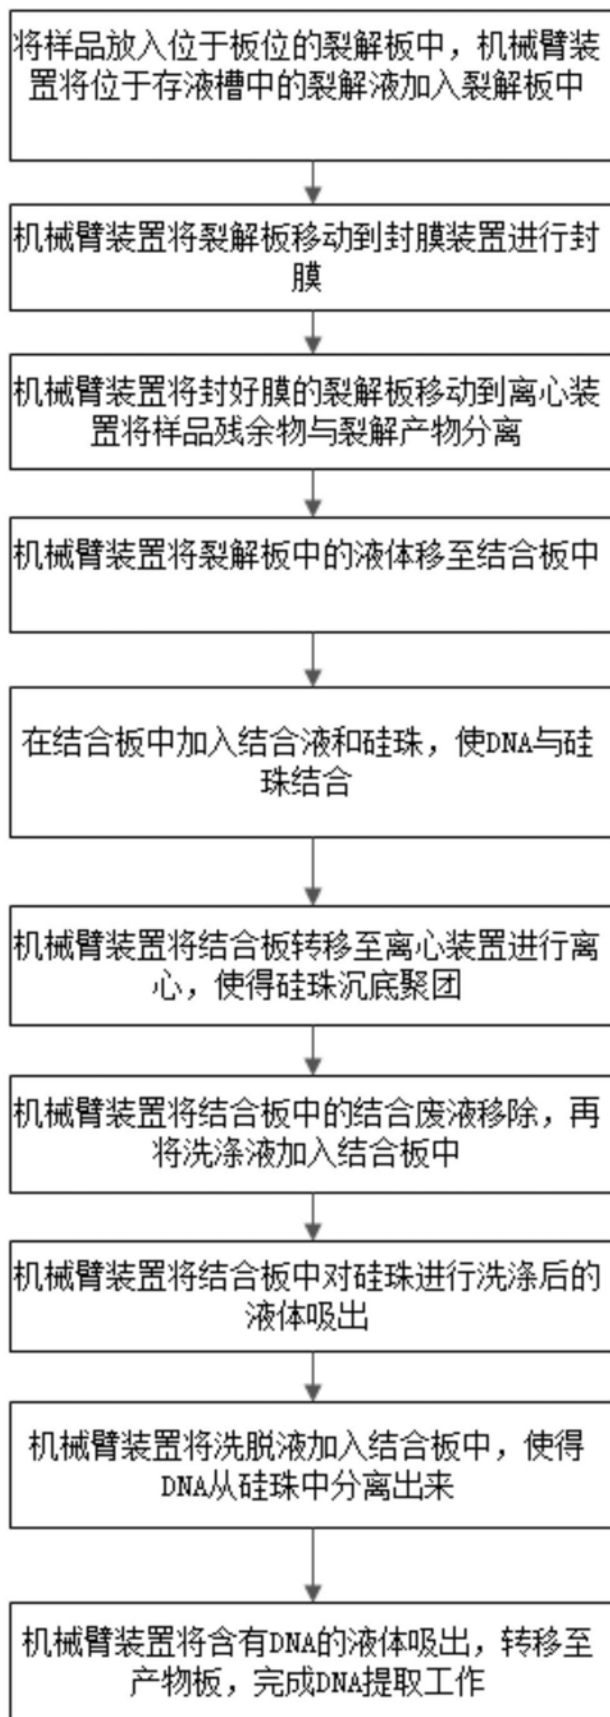 将样品放入位于板位的裂解板中，机械臂装
置将位于存液槽中的裂解液加入裂解板中
机械臂装置将裂解板移动到封膜装置进行封
膜
机械臂装置将封好膜的裂解板移动到离心装
置将样品残余物与裂解产物分离
机械臂装置将裂解板中的液体移至结合板中
在结合板中加入结合液和硅珠，使DNA与硅
珠结合
机械臂装置将结合板转移至离心装置进行离
心，使得硅珠沉底聚团
机械臂装置将结合板中的结合废液移除，再
将洗涤液加入结合板中
机械臂装置将结合板中对硅珠进行洗涤后的
液体吸出
机械臂装置将洗脱液加入结合板中，使得
DNA从硅珠中分离出来
机械臂装置将含有DNA的液体吸出，转移至
产物板，完成DNA提取工作